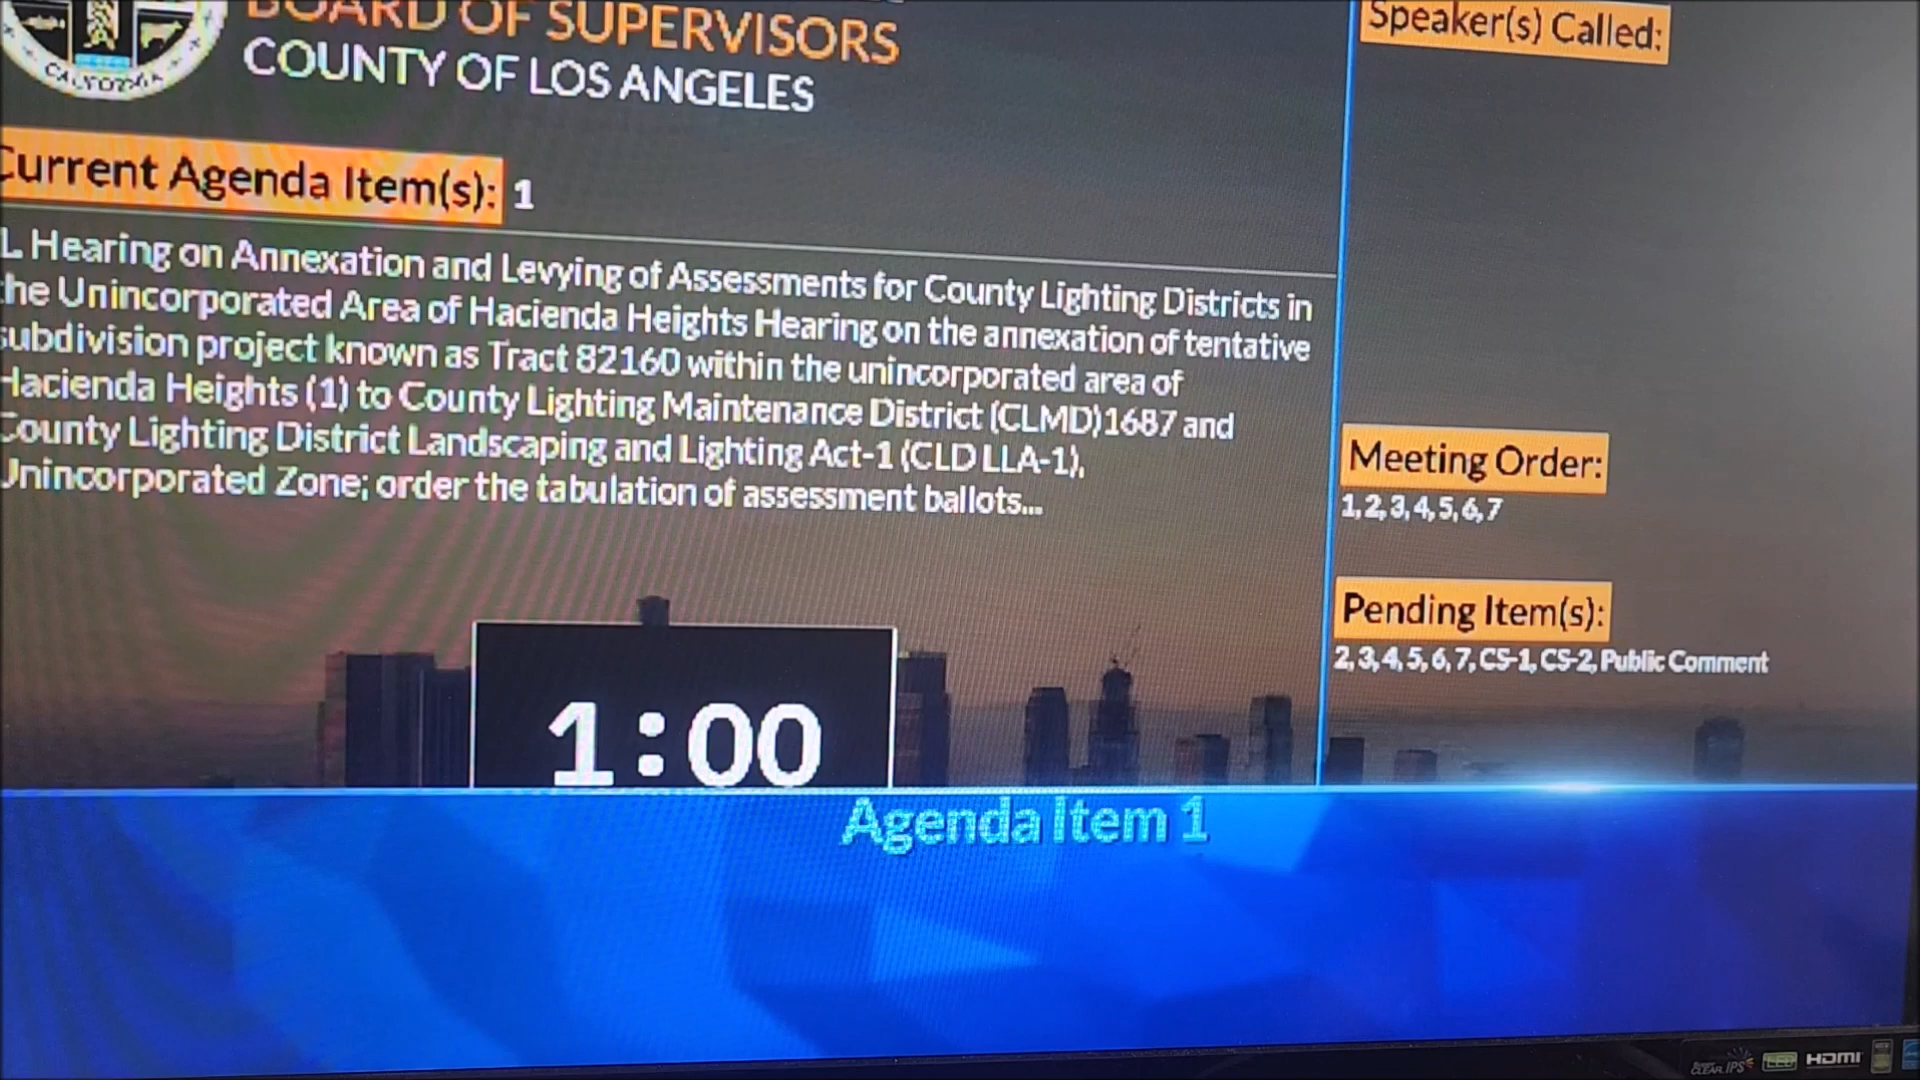 BOARD OF SUPERVISORS
COUNTY OF LOS ANGELES
CALIFORNIA
Current Agenda Item(s): 1
L Hearing on Annexation and Levying of Assessments for County Lighting Districts in
the Unincorporated Area of Hacienda Heights Hearing on the annexation of tentative
subdivision project known as Tract 82160 within the unincorporated area of
Hacienda Heights (1) to County Lighting Maintenance District (CLMD)1687 and
County Lighting District Landscaping and Lighting Act-1 (CLD LLA-1),
Unincorporated Zone; order the tabulation of assessment ballots...
1:00
Speaker(s) Called:
Meeting Order:
1,2,3,4,5,6,7
Pending Item(s):
2,3,4,5,6,7, CS-1, CS-2, Public Comment
Agenda Item 1
CLEAR IPS
LED
HDMI